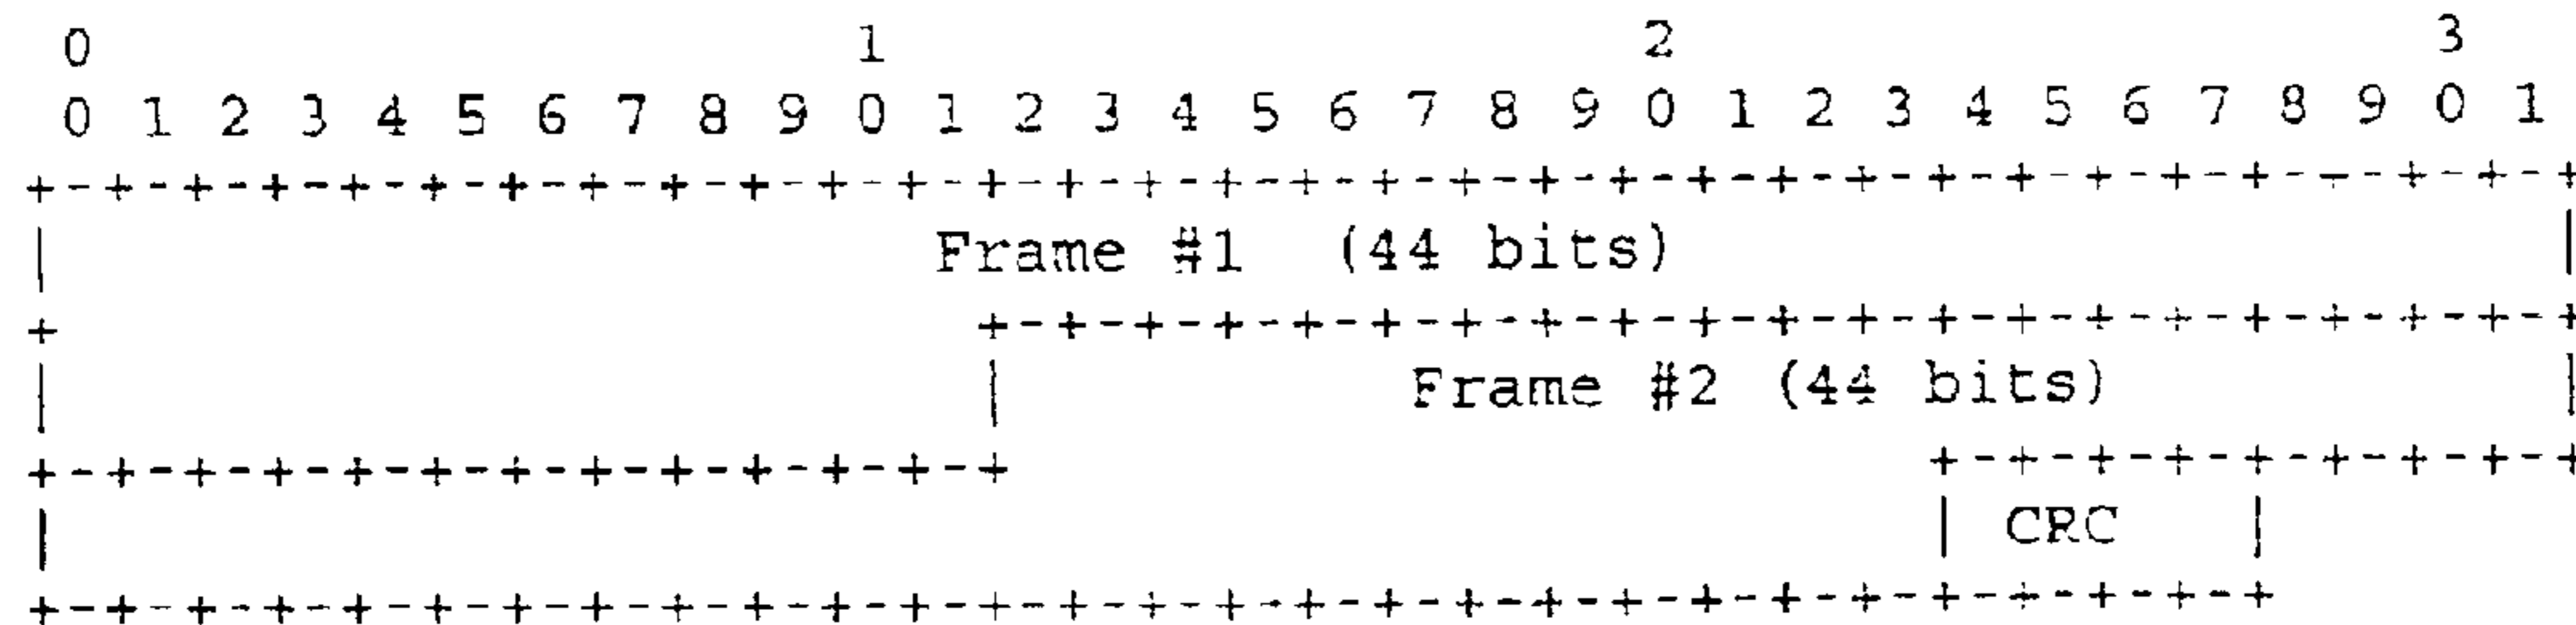 0 1 2 3
0 1 2 3 4 5 6 7 8 9 0 1 2 3 4 5 6 7 8 9 0 1 2 3 4 5 6 7 8 9 0 1
+-+-+-+-+-+-+-+-+-+-+-+-+-+-+-+-+-+-+-+-+-+-+-+-+-+-+-+-+-+-+-+-+
| Frame #1 (44 bits) |
+ +-+-+-+-+-+-+-+-+-+-+-+-+-+-+-+-+-+-+-+-+
| | Frame #2 (44 bits) |
+-+-+-+-+-+-+-+-+-+-+-+-+ +-+-+-+-+-+-+-+-+
| | CRC |
+-+-+-+-+-+-+-+-+-+-+-+-+-+-+-+-+-+-+-+-+-+-+-+-+-+-+-+-+